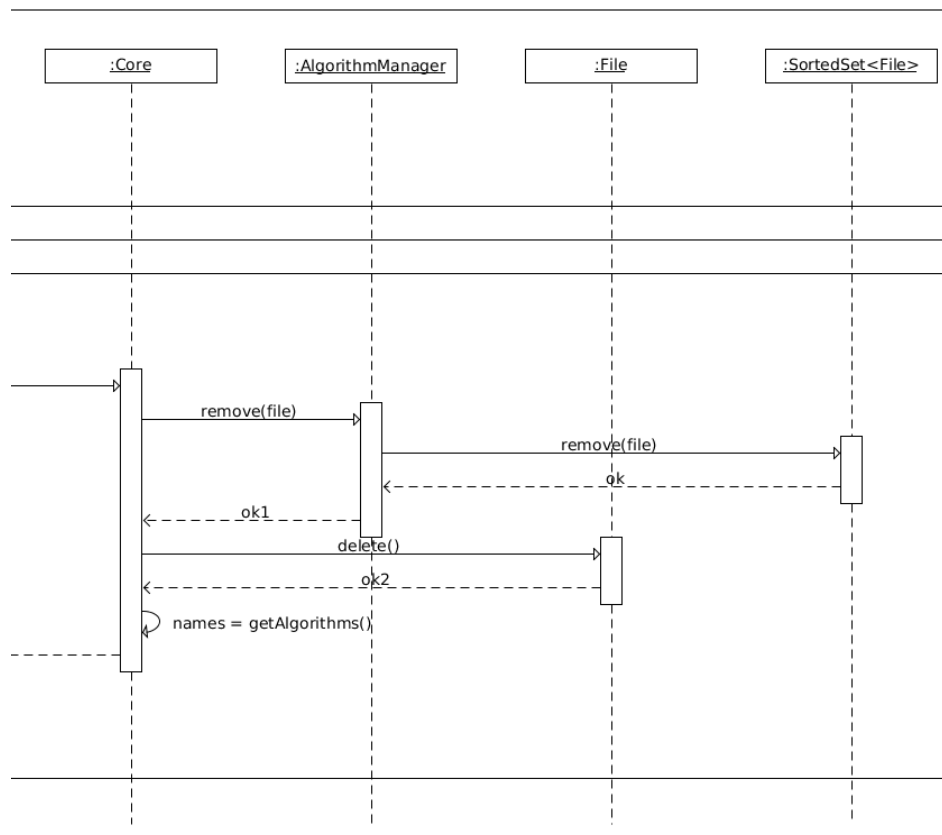 :Core
:AlgorithmManager
:File
:SortedSet<File>
remove(file)
remove(file)
ok
ok1
delete()
ok2
names = getAlgorithms()